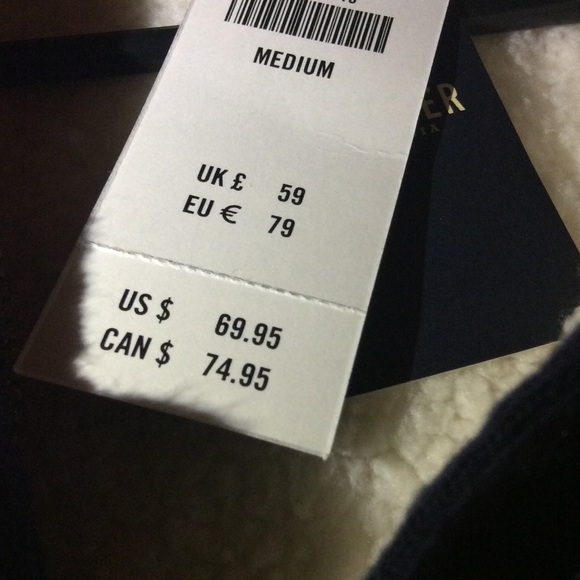 MEDIUM
UK £ 59
EU € 79
US $ 69.95
CAN $ 74.95